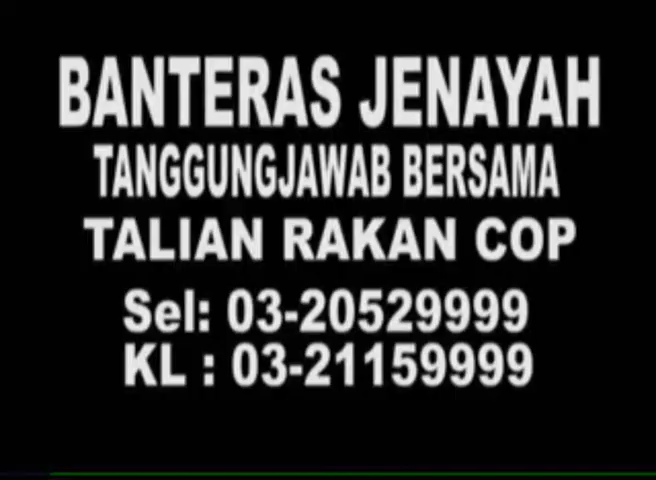 BANTERAS JENAYAH
TANGGUNGJAWAB BERSAMA
TALIAN RAKAN COP
Sel: 03-20529999
KL : 03-21159999